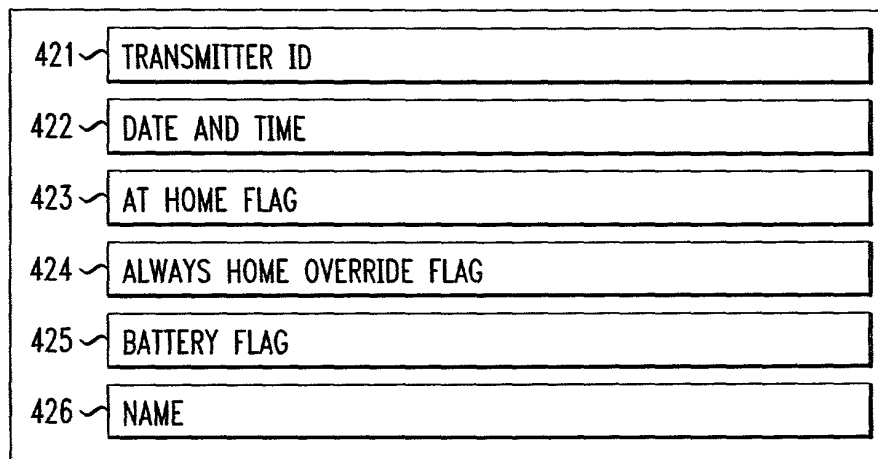 421 TRANSMITTER ID
422 DATE AND TIME
423 AT HOME FLAG
424 ALWAYS HOME OVERRIDE FLAG
425 BATTERY FLAG
426 NAME